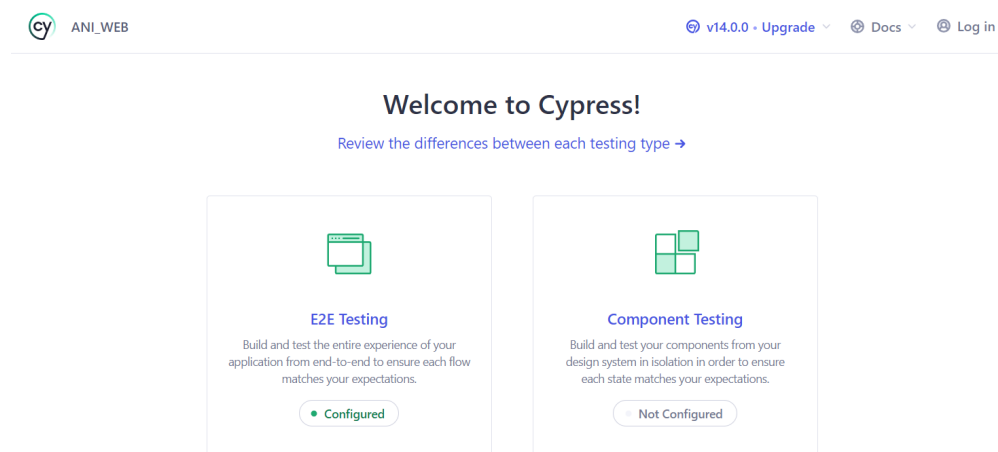 cy ANI_WEB v14.0.0 • Upgrade Docs Log in
Welcome to Cypress!
Review the differences between each testing type →
E2E Testing
Build and test the entire experience of your
application from end-to-end to ensure each flow
matches your expectations.
Configured
Component Testing
Build and test your components from your
design system in isolation in order to ensure
each state matches your expectations.
Not Configured